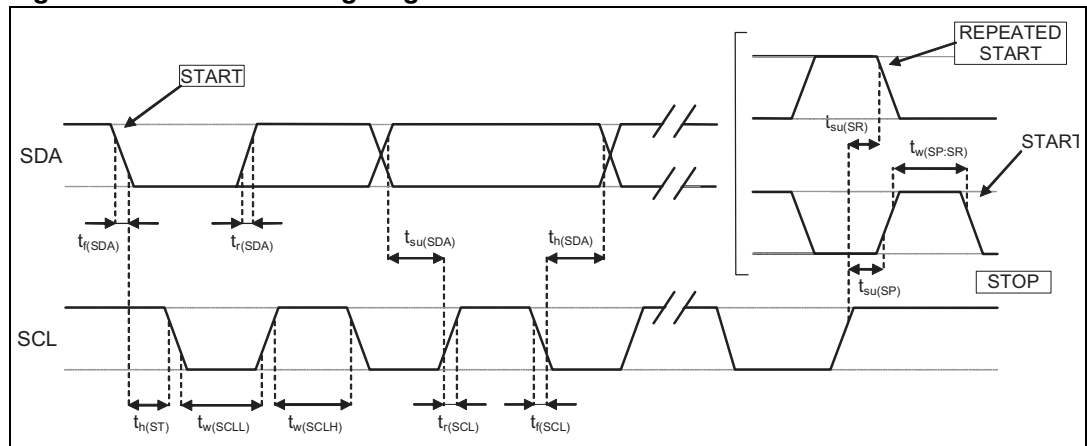 REPEATED
START
START
t_su(SR)
t_w(SP:SR)
START
SDA
t_f(SDA)
t_r(SDA)
t_su(SDA)
t_h(SDA)
t_su(SP)
STOP
SCL
t_h(ST)
t_w(SCLL)
t_w(SCLH)
t_r(SCL)
t_f(SCL)